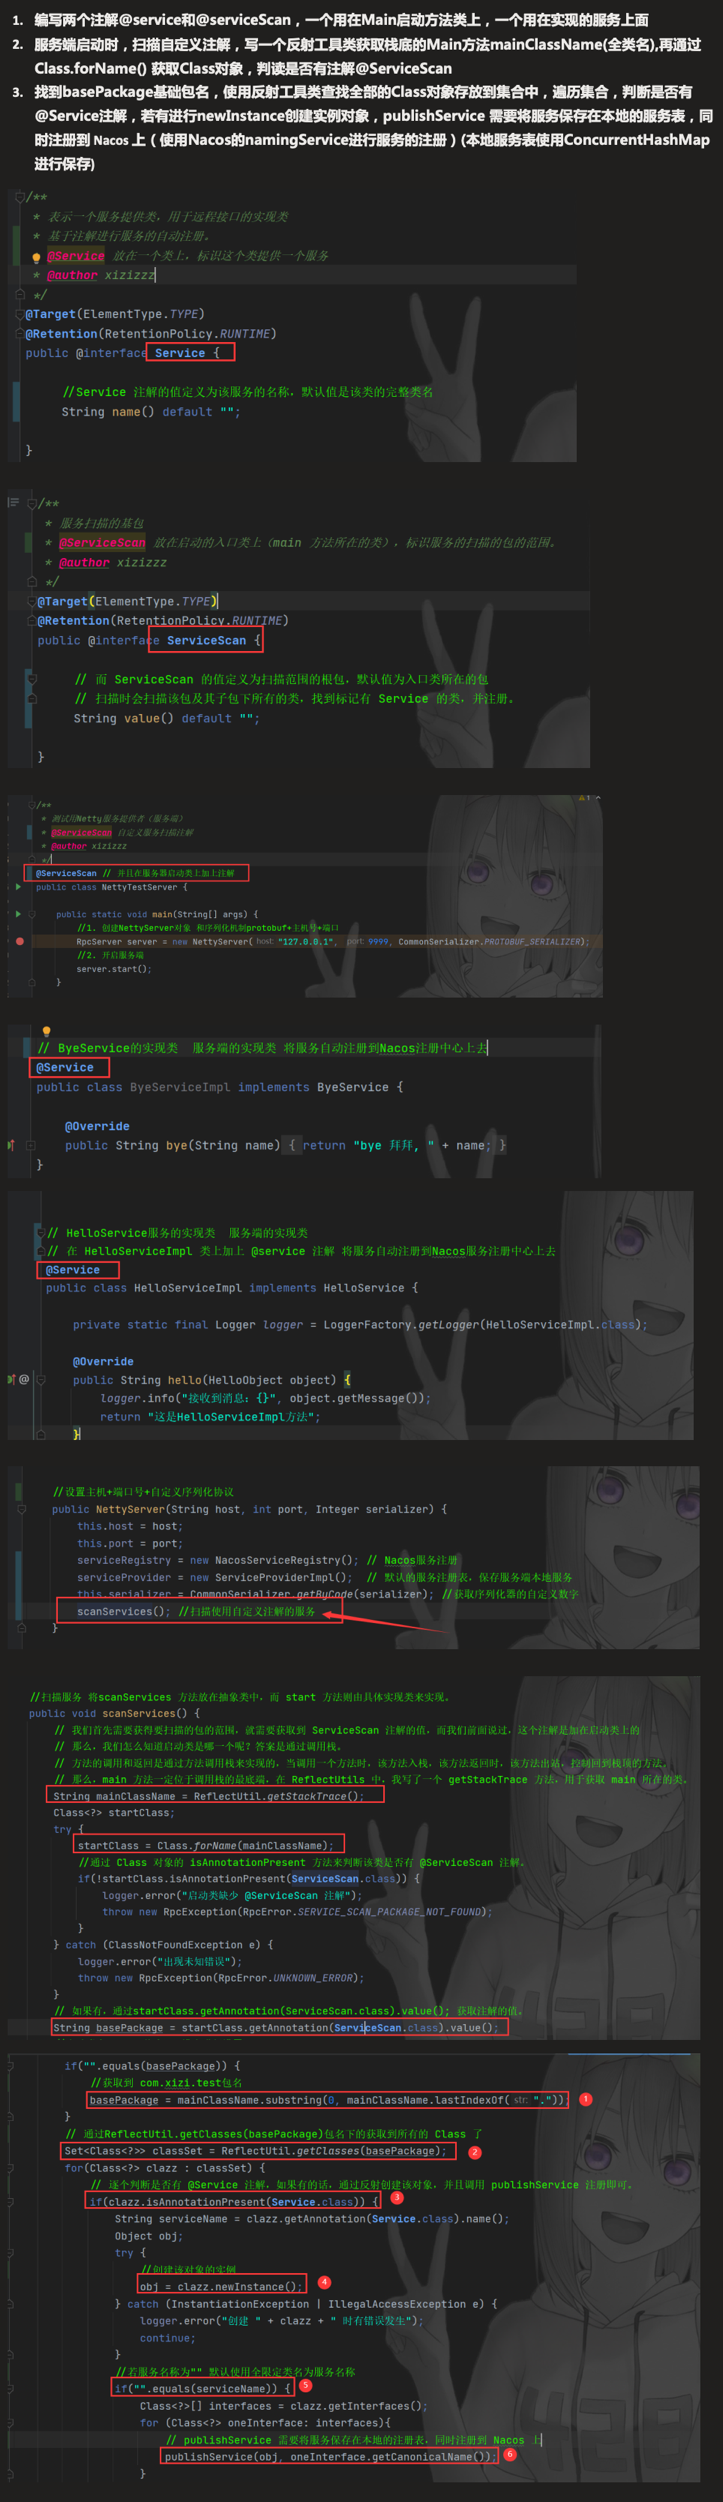 1. 编写两个注解@service和@serviceScan，一个用在Main启动方法类上，一个用在实现的服务上面
2. 服务端启动时，扫描自定义注解，写一个反射工具类获取栈底的Main方法mainClassName(全类名),再通过
Class.forName() 获取Class对象，判读是否有注解@ServiceScan
3. 找到basePackage基础包名，使用反射工具类查找全部的Class对象存放到集合中，遍历集合，判断是否有
@Service注解，若有进行newInstance创建实例对象，publishService 需要将服务保存在本地的服务表，同
时注册到 Nacos 上（使用Nacos的namingService进行服务的注册）(本地服务表使用ConcurrentHashMap
进行保存)
/**
* 表示一个服务提供类，用于远程接口的实现类
* 基于注解进行服务的自动注册。
* @Service 放在一个类上，标识这个类提供一个服务
* @author xizizzz
*/
@Target(ElementType.TYPE)
@Retention(RetentionPolicy.RUNTIME)
public @interface Service {
//Service 注解的值定义为该服务的名称，默认值是该类的完整类名
String name() default "";
}
/**
* 服务扫描的基包
* @ServiceScan 放在启动的入口类上（main 方法所在的类），标识服务的扫描的包的范围。
* @author xizizzz
*/
@Target(ElementType.TYPE)
@Retention(RetentionPolicy.RUNTIME)
public @interface ServiceScan {
// 而 ServiceScan 的值定义为扫描范围的根包，默认值为入口类所在的包
// 扫描时会扫描该包及其子包下所有的类，找到标记有 Service 的类，并注册。
String value() default "";
}
1
/**
* 测试用Netty服务提供者（服务端）
* @ServiceScan 自定义服务扫描注解
* @author xizizzz
*/
@ServiceScan // 并且在服务器启动类上加上注解
public class NettyTestServer {
public static void main(String[] args) {
//1. 创建NettyServer对象 和序列化机制protobuf+主机号+端口
RpcServer server = new NettyServer( host: "127.0.0.1", port: 9999, CommonSerializer.PROTOBUF_SERIALIZER);
//2. 开启服务端
server.start();
}
// ByeService的实现类  服务端的实现类 将服务自动注册到Nacos注册中心上去
@Service
public class ByeServiceImpl implements ByeService {
@Override
public String bye(String name) { return "bye 拜拜, " + name; }
}
// HelloService服务的实现类  服务端的实现类
// 在 HelloServiceImpl 类上加上 @service 注解 将服务自动注册到Nacos服务注册中心上去
@Service
public class HelloServiceImpl implements HelloService {
private static final Logger logger = LoggerFactory.getLogger(HelloServiceImpl.class);
@Override
@ public String hello(HelloObject object) {
logger.info("接收到消息: {}", object.getMessage());
return "这是HelloServiceImpl方法";
}
//设置主机+端口号+自定义序列化协议
public NettyServer(String host, int port, Integer serializer) {
this.host = host;
this.port = port;
serviceRegistry = new NacosServiceRegistry(); // Nacos服务注册
serviceProvider = new ServiceProviderImpl();  // 默认的服务注册表，保存服务端本地服务
this.serializer = CommonSerializer.getByCode(serializer); //获取序列化器的自定义数字
scanServices(); //扫描使用自定义注解的服务
}
//扫描服务 将scanServices 方法放在抽象类中，而 start 方法则由具体实现类来实现。
public void scanServices() {
// 我们首先需要获得要扫描的包的范围，就需要获取到 ServiceScan 注解的值，而我们前面说过，这个注解是加在启动类上的
// 那么，我们怎么知道启动类是哪一个呢？答案是通过调用栈。
// 方法的调用和返回是通过方法调用栈来实现的，当调用一个方法时，该方法入栈，该方法返回时，该方法出站，控制回到栈顶的方法。
// 那么，main 方法一定位于调用栈的最底端，在 ReflectUtils 中，我写了一个 getStackTrace 方法，用于获取 main 所在的类。
String mainClassName = ReflectUtil.getStackTrace();
Class<?> startClass;
try {
startClass = Class.forName(mainClassName);
//通过 Class 对象的 isAnnotationPresent 方法来判断该类是否有 @ServiceScan 注解。
if(!startClass.isAnnotationPresent(ServiceScan.class)) {
logger.error("启动类缺少 @ServiceScan 注解");
throw new RpcException(RpcError.SERVICE_SCAN_PACKAGE_NOT_FOUND);
}
} catch (ClassNotFoundException e) {
logger.error("出现未知错误");
throw new RpcException(RpcError.UNKNOWN_ERROR);
}
// 如果有，通过startClass.getAnnotation(ServiceScan.class).value(); 获取注解的值。
String basePackage = startClass.getAnnotation(ServiceScan.class).value();
if("".equals(basePackage)) {
//获取到 com.xizi.test包名
basePackage = mainClassName.substring(0, mainClassName.lastIndexOf( str: ".")); 1
}
// 通过ReflectUtil.getClasses(basePackage)包名下的获取到所有的 Class 了
Set<Class<?>> classSet = ReflectUtil.getClasses(basePackage); 2
for(Class<?> clazz : classSet) {
// 逐个判断是否有 @Service 注解，如果有的话，通过反射创建该对象，并且调用 publishService 注册即可。
if(clazz.isAnnotationPresent(Service.class)) { 3
String serviceName = clazz.getAnnotation(Service.class).name();
Object obj;
try {
//创建该对象的实例
obj = clazz.newInstance(); 4
} catch (InstantiationException | IllegalAccessException e) {
logger.error("创建 " + clazz + " 时有错误发生");
continue;
}
//若服务名称为"" 默认使用全限定类名为服务名称
if("".equals(serviceName)) { 5
Class<?>[] interfaces = clazz.getInterfaces();
for (Class<?> oneInterface: interfaces){
// publishService 需要将服务保存在本地的注册表，同时注册到 Nacos 上
publishService(obj, oneInterface.getCanonicalName()); 6
}